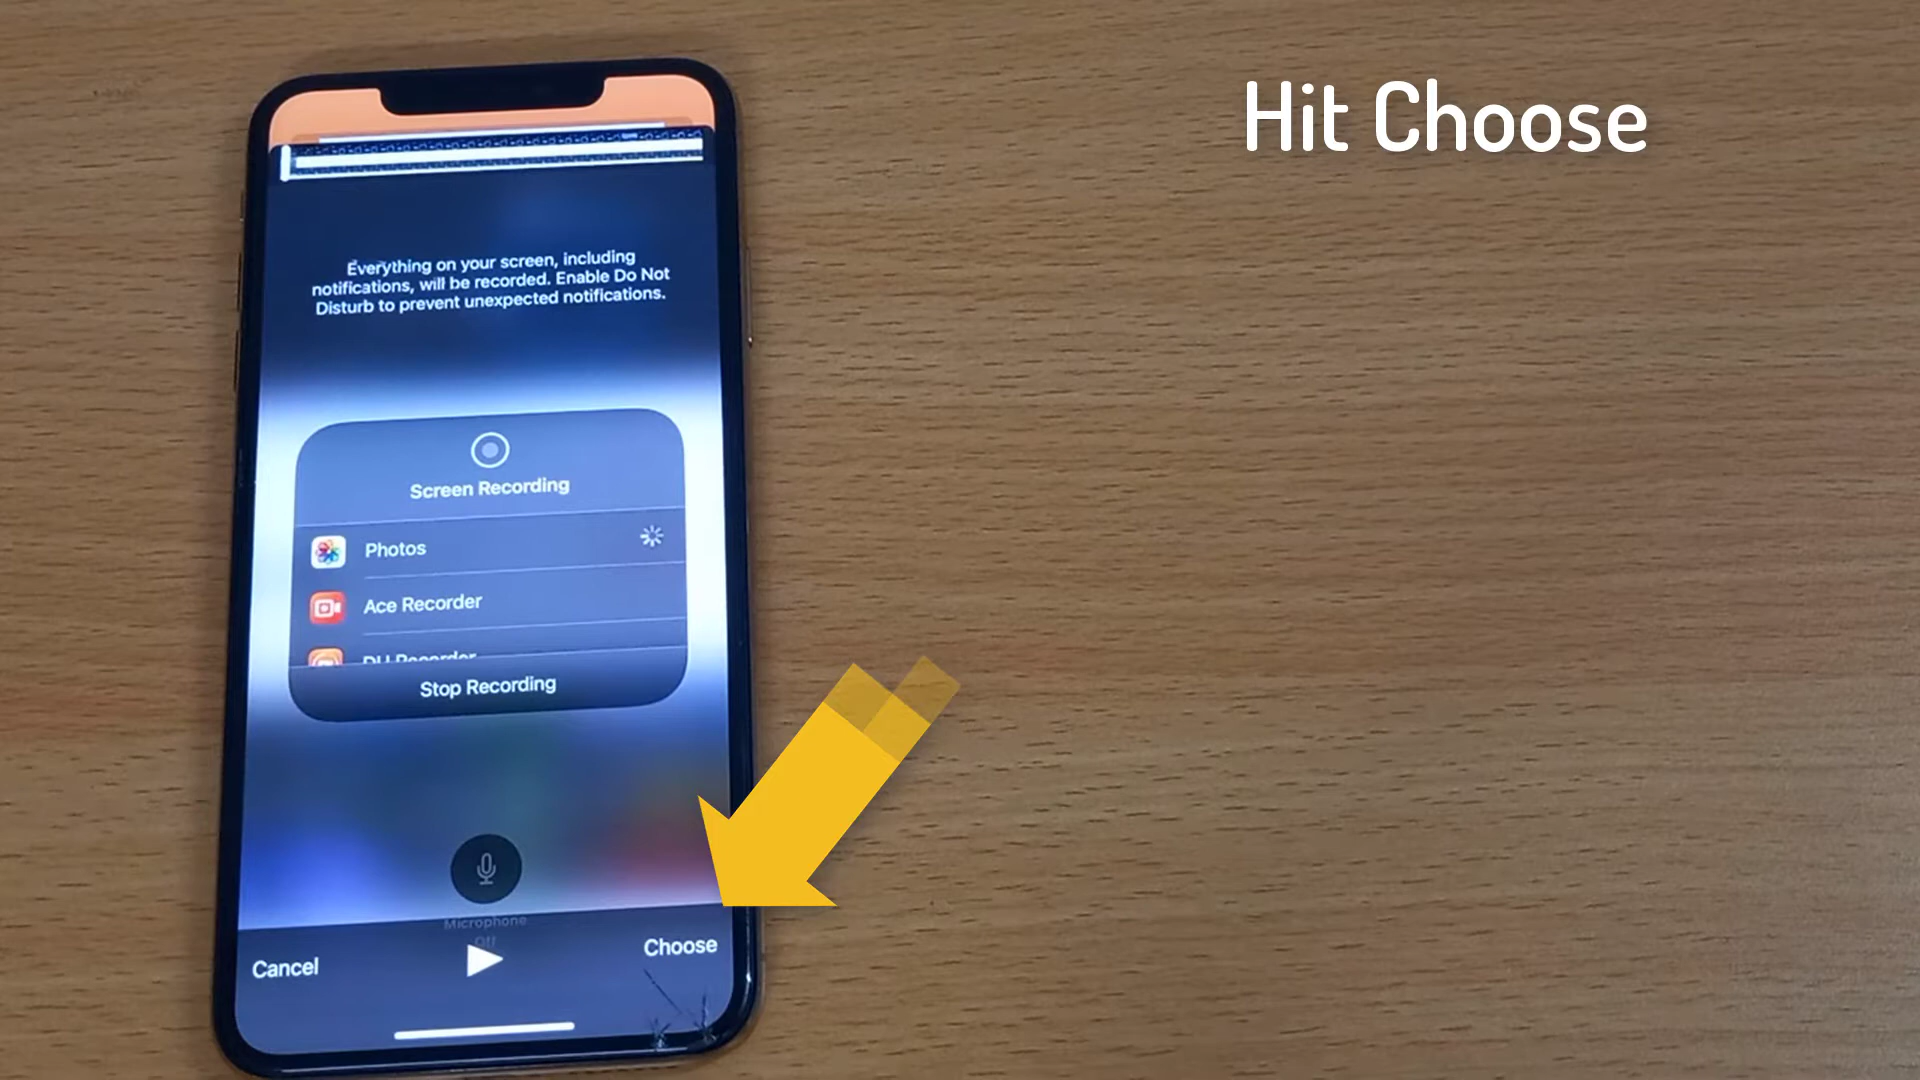 Hit Choose
Everything on your screen, including
notifications, will be recorded. Enable Do Not
Disturb to prevent unexpected notifications.
Screen Recording
Photos
Ace Recorder
DU Recorder
Stop Recording
Microphone
Off
Cancel
Choose